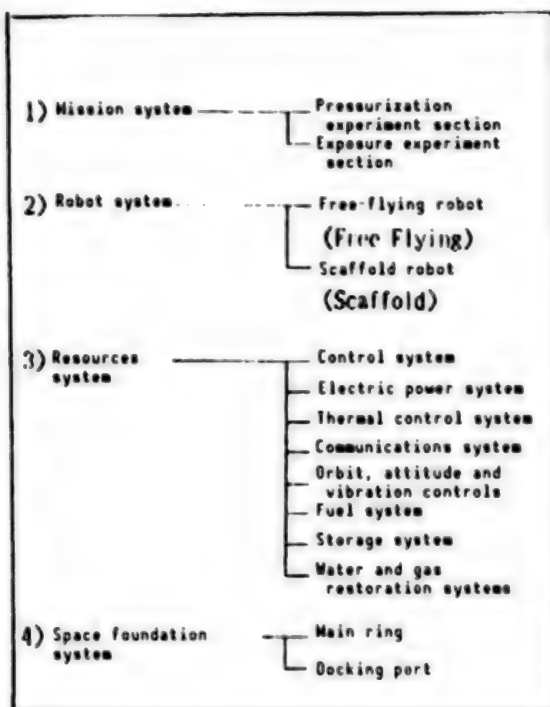 1) Mission system
Pressurization
experiment section
Exposure experiment
section
2) Robot system
Free-flying robot
(Free Flying)
Scaffold robot
(Scaffold)
3) Resources
system
Control system
Electric power system
Thermal control system
Communications system
Orbit, attitude and
vibration controls
Fuel system
Storage system
Water and gas
restoration systems
4) Space foundation
system
Main ring
Docking port